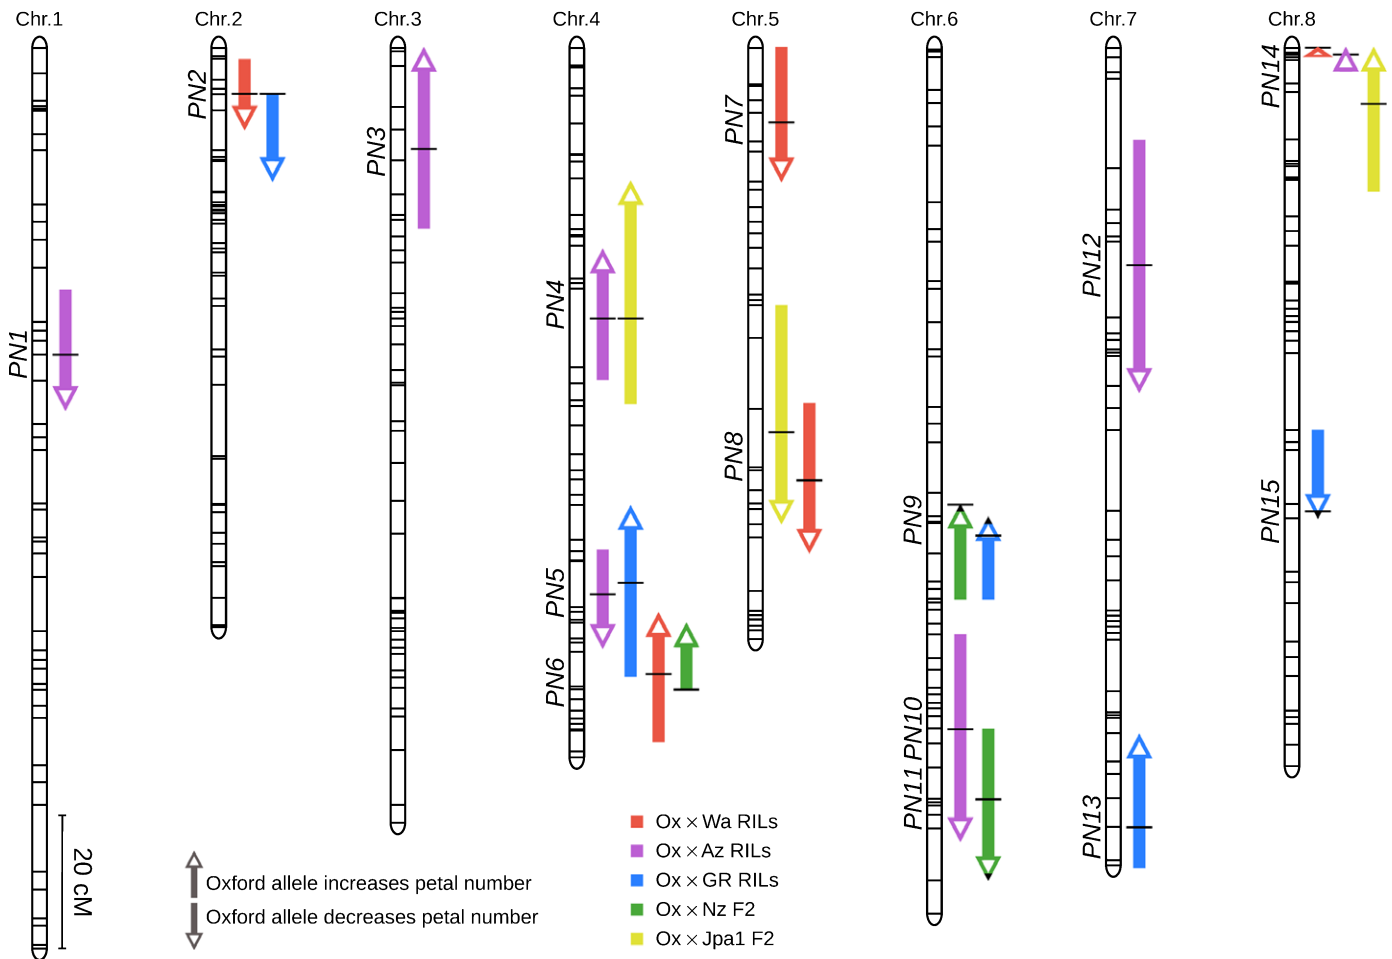 Chr.1 Chr.2 Chr.3 Chr.4 Chr.5 Chr.6 Chr.7 Chr.8
PN1
PN2
PN3
PN4
PN5
PN6
PN7
PN8
PN9
PN10
PN11
PN12
PN13
PN14
PN15
20 cM
Oxford allele increases petal number
Oxford allele decreases petal number
Ox × Wa RILs
Ox × Az RILs
Ox × GR RILs
Ox × Nz F2
Ox × Jpa1 F2